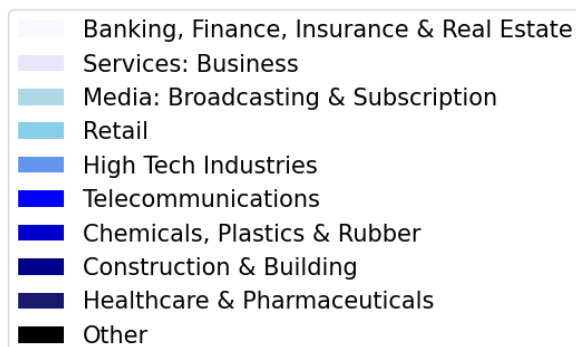 Banking, Finance, Insurance & Real Estate
Services: Business
Media: Broadcasting & Subscription
Retail
High Tech Industries
Telecommunications
Chemicals, Plastics & Rubber
Construction & Building
Healthcare & Pharmaceuticals
Other